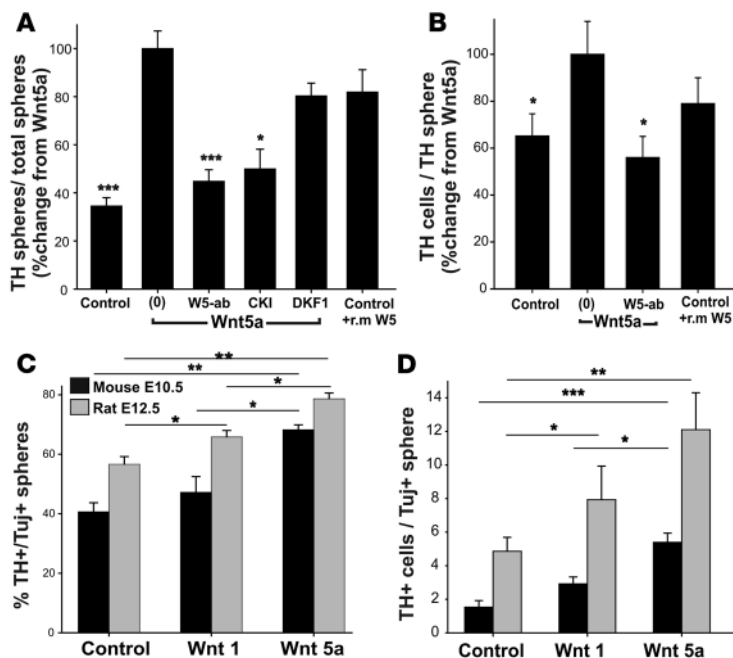 A
TH spheres/ total spheres
(%change from Wnt5a)
100
80
60
40
20
0
***
***
*
Control
(0)
W5-ab
CKI
DKF1
Control
+r.m W5
Wnt5a
B
TH cells / TH sphere
(%change from Wnt5a)
100
80
60
40
20
0
*
*
Control
(0)
W5-ab
Control
+r.m W5
Wnt5a
C
% TH+/Tuj+ spheres
80
60
40
20
0
Mouse E10.5
Rat E12.5
**
**
*
*
*
Control
Wnt 1
Wnt 5a
D
TH+ cells / Tuj+ sphere
14
12
10
8
6
4
2
0
**
***
*
*
Control
Wnt 1
Wnt 5a